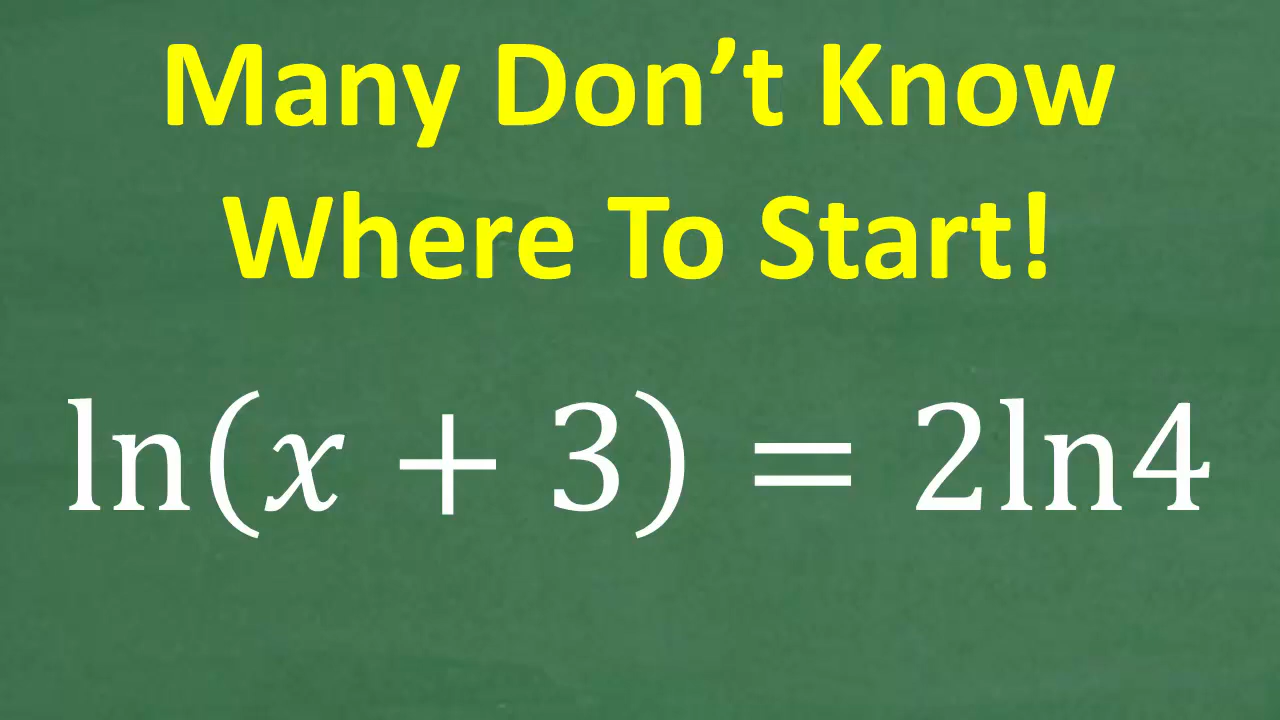 Many Don’t Know
Where To Start!
ln(x + 3) = 2ln4